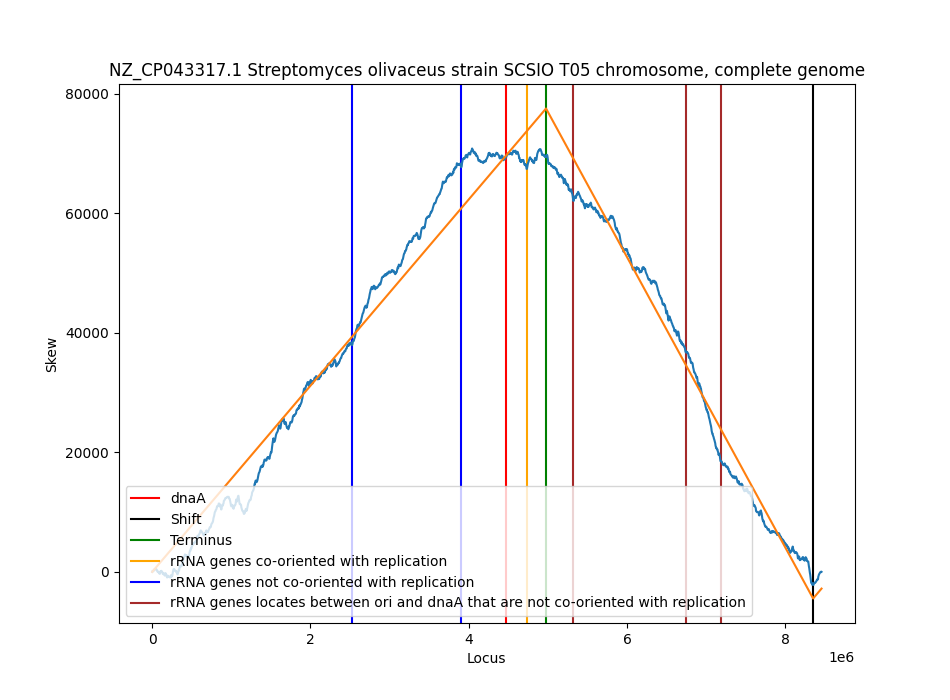 NZ_CP043317.1 Streptomyces olivaceus strain SCSIO T05 chromosome, complete genome
80000
60000
40000
20000
0
Skew
dnaA
Shift
Terminus
rRNA genes co-oriented with replication
rRNA genes not co-oriented with replication
rRNA genes locates between ori and dnaA that are not co-oriented with replication
0
2
4
6
8
Locus
1e6